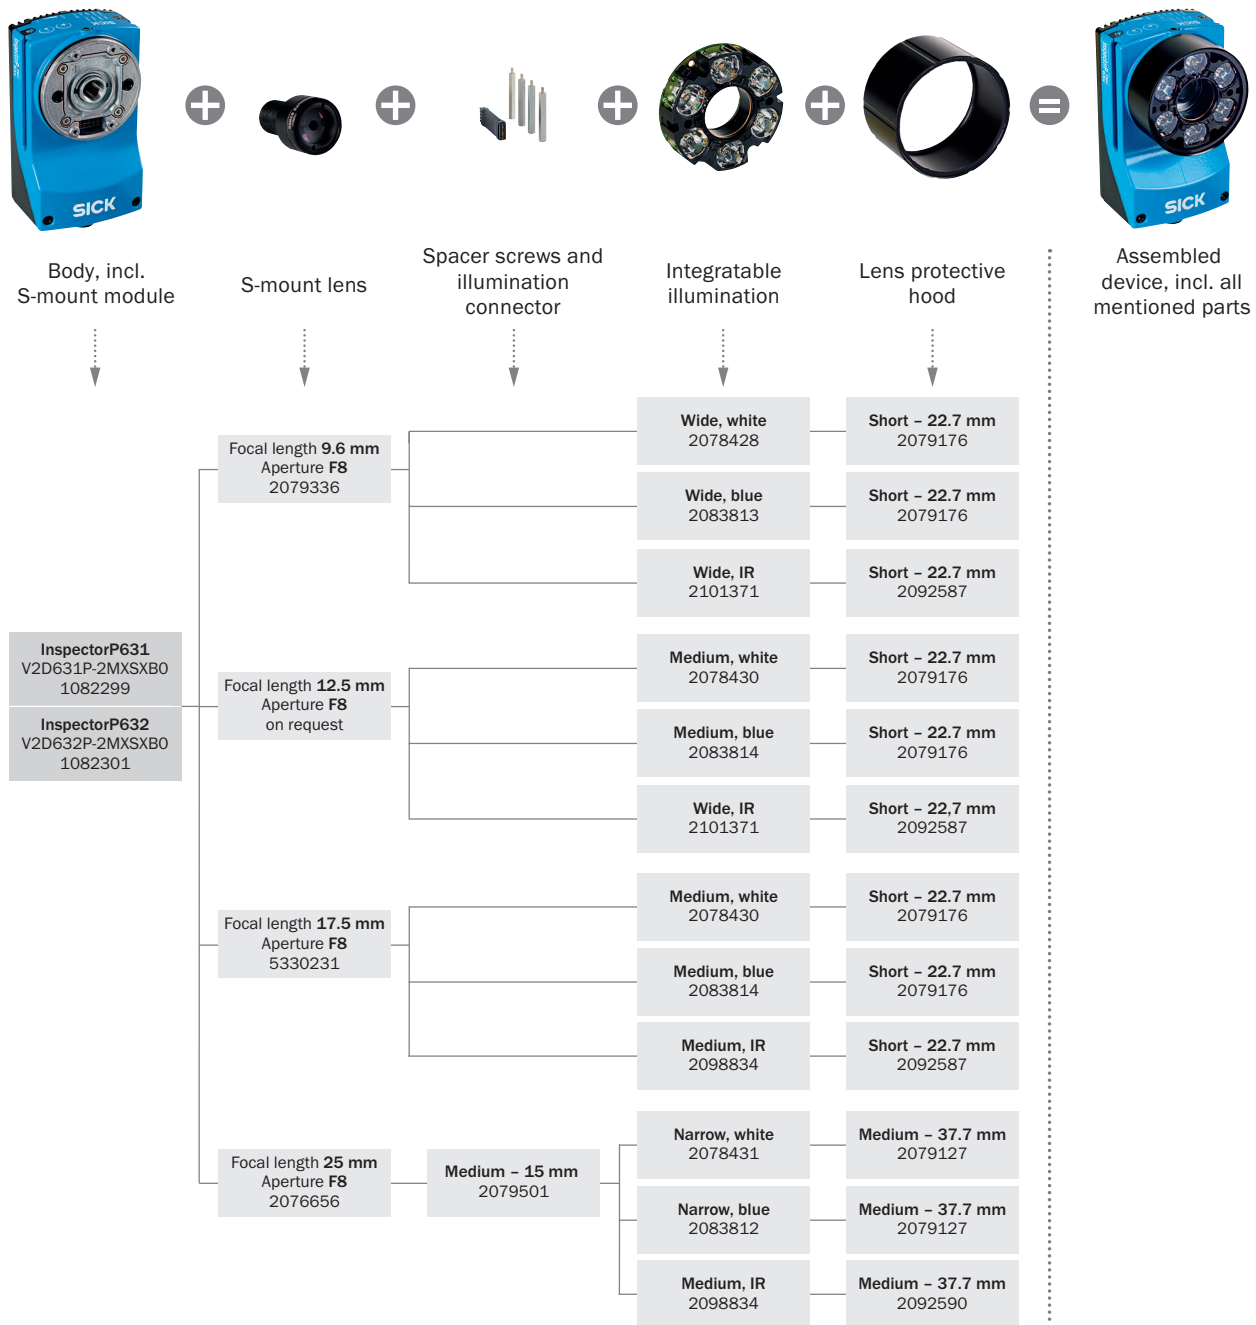 SICK
SICK
Body, incl.
S-mount module
S-mount lens
Spacer screws and
illumination
connector
Integratable
illumination
Lens protective
hood
Assembled
device, incl. all
mentioned parts
InspectorP631
V2D631P-2MXSXB0
1082299
InspectorP632
V2D632P-2MXSXB0
1082301
Focal length 9.6 mm
Aperture F8
2079336
Wide, white
2078428
Short – 22.7 mm
2079176
Wide, blue
2083813
Short – 22.7 mm
2079176
Wide, IR
2101371
Short – 22.7 mm
2092587
Focal length 12.5 mm
Aperture F8
on request
Medium, white
2078430
Short – 22.7 mm
2079176
Medium, blue
2083814
Short – 22.7 mm
2079176
Wide, IR
2101371
Short – 22,7 mm
2092587
Focal length 17.5 mm
Aperture F8
5330231
Medium, white
2078430
Short – 22.7 mm
2079176
Medium, blue
2083814
Short – 22.7 mm
2079176
Medium, IR
2098834
Short – 22.7 mm
2092587
Focal length 25 mm
Aperture F8
2076656
Medium – 15 mm
2079501
Narrow, white
2078431
Medium – 37.7 mm
2079127
Narrow, blue
2083812
Medium – 37.7 mm
2079127
Medium, IR
2098834
Medium – 37.7 mm
2092590